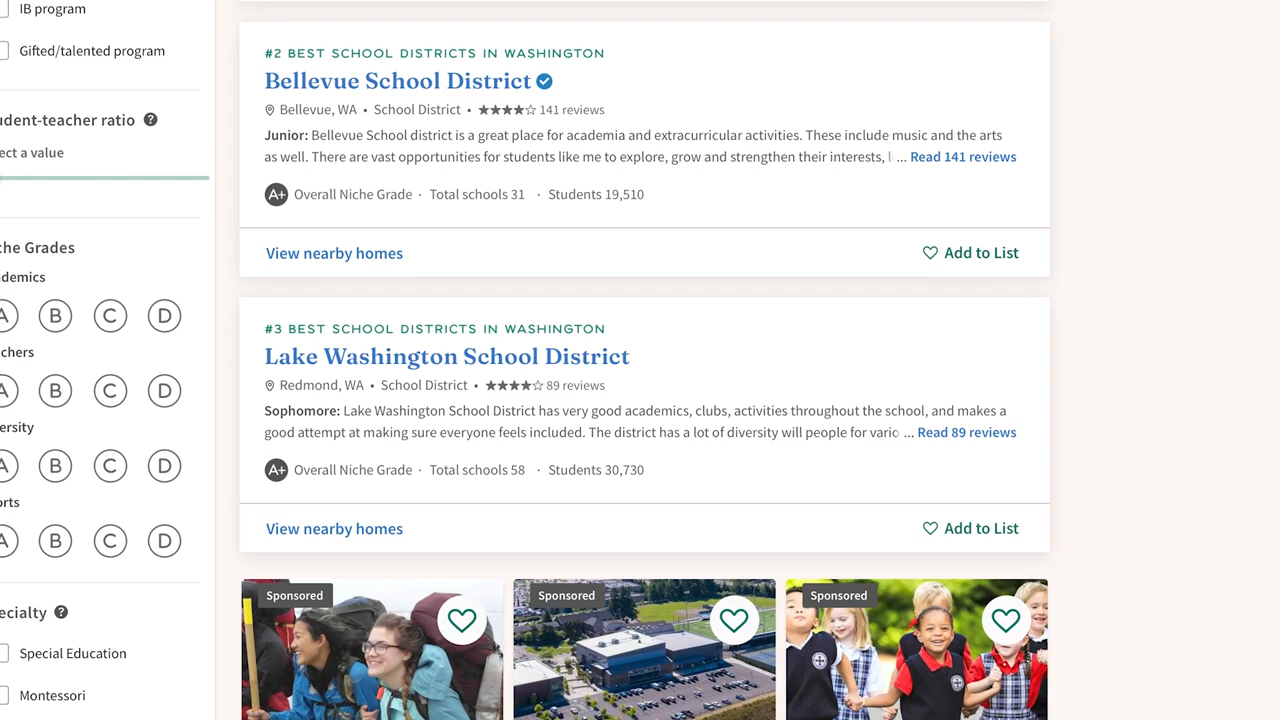 IB program
Gifted/talented program
udent-teacher ratio ?
ect a value
che Grades
demics
A B C D
chers
A B C D
ersity
A B C D
orts
A B C D
ecialty ?
Special Education
Montessori
#2 BEST SCHOOL DISTRICTS IN WASHINGTON
Bellevue School District
Bellevue, WA • School District • ★★★★☆ 141 reviews
Junior: Bellevue School district is a great place for academia and extracurricular activities. These include music and the arts
as well. There are vast opportunities for students like me to explore, grow and strengthen their interests, l ... Read 141 reviews
A+ Overall Niche Grade · Total schools 31 · Students 19,510
View nearby homes
Add to List
#3 BEST SCHOOL DISTRICTS IN WASHINGTON
Lake Washington School District
Redmond, WA • School District • ★★★★☆ 89 reviews
Sophomore: Lake Washington School District has very good academics, clubs, activities throughout the school, and makes a
good attempt at making sure everyone feels included. The district has a lot of diversity will people for vario ... Read 89 reviews
A+ Overall Niche Grade · Total schools 58 · Students 30,730
View nearby homes
Add to List
Sponsored
Sponsored
Sponsored